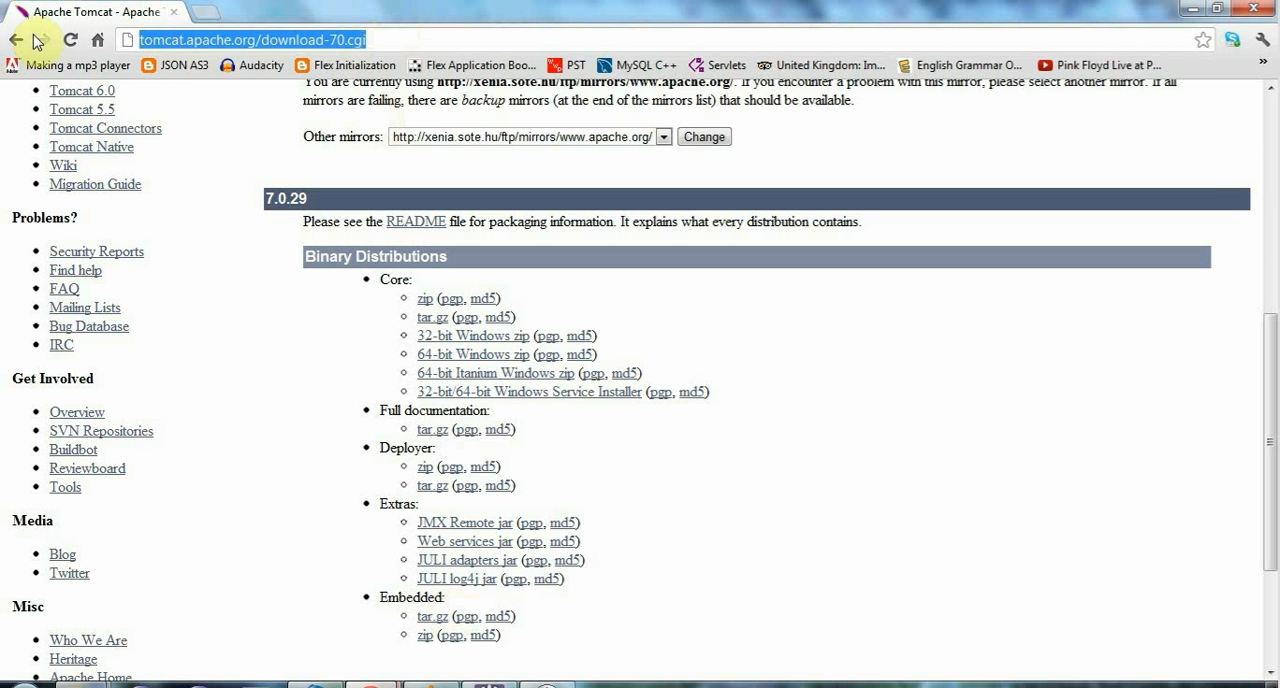 Apache Tomcat - Apache
tomcat.apache.org/download-70.cgi
Making a mp3 player
JSON AS3
Audacity
Flex Initialization
Flex Application Boo...
PST
MySQL C++
Servlets
United Kingdom: Im...
English Grammar ...
Pink Floyd Live at P...
»
Tomcat 6.0
Tomcat 5.5
Tomcat Connectors
Tomcat Native
Wiki
Migration Guide
Problems?
Security Reports
Find help
FAQ
Mailing Lists
Bug Database
IRC
Get Involved
Overview
SVN Repositories
Buildbot
Reviewboard
Tools
Media
Blog
Twitter
Misc
Who We Are
Heritage
Apache Home
You are currently using http://xenia.sote.hu/ftp/mirrors/www.apache.org/. If you encounter a problem with this mirror, please select another mirror. If all
mirrors are failing, there are backup mirrors (at the end of the mirrors list) that should be available.
Other mirrors: http://xenia.sote.hu/ftp/mirrors/www.apache.org/ Change
7.0.29
Please see the README file for packaging information. It explains what every distribution contains.
Binary Distributions
Core:
zip (pgp, md5)
tar.gz (pgp, md5)
32-bit Windows zip (pgp, md5)
64-bit Windows zip (pgp, md5)
64-bit Itanium Windows zip (pgp, md5)
32-bit/64-bit Windows Service Installer (pgp, md5)
Full documentation:
tar.gz (pgp, md5)
Deployer:
zip (pgp, md5)
tar.gz (pgp, md5)
Extras:
JMX Remote jar (pgp, md5)
Web services jar (pgp, md5)
JULI adapters jar (pgp, md5)
JULI log4j jar (pgp, md5)
Embedded:
tar.gz (pgp, md5)
zip (pgp, md5)